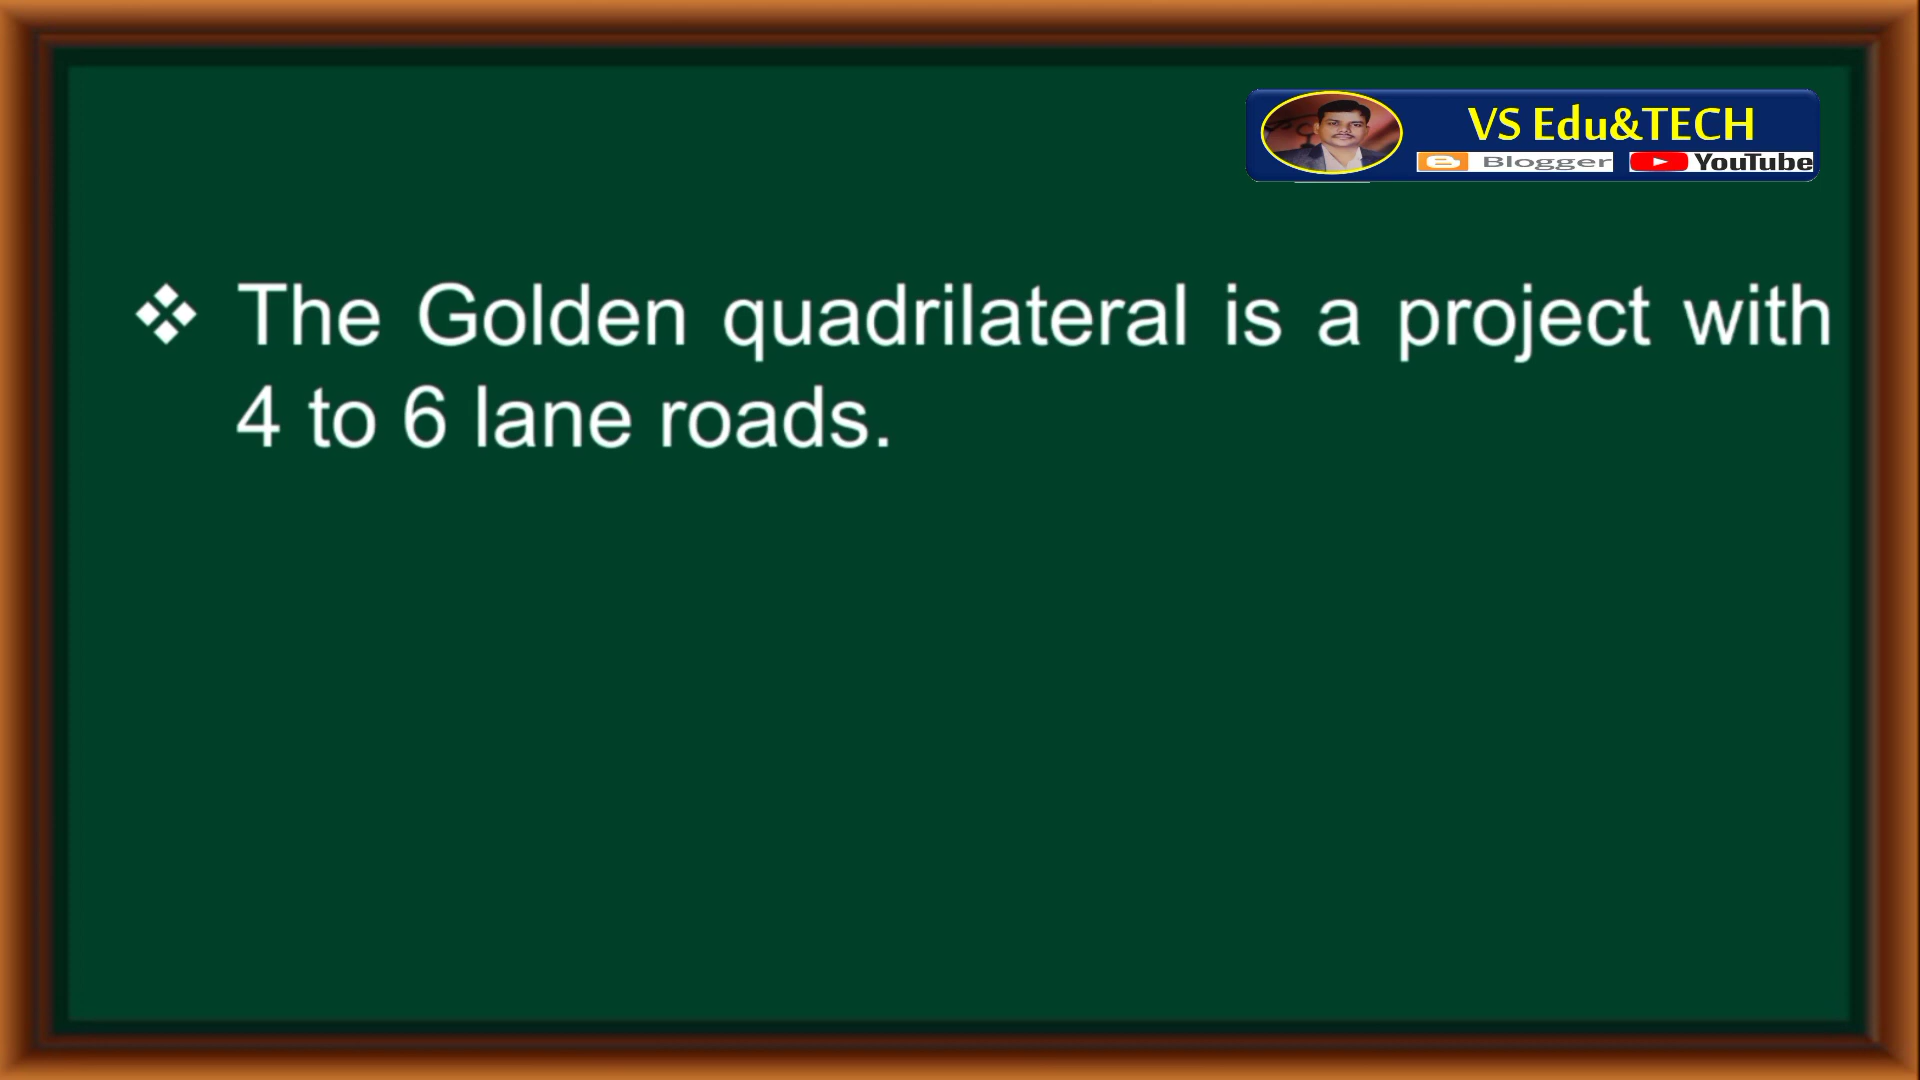 VS Edu&TECH
Blogger YouTube
❖ The Golden quadrilateral is a project with
4 to 6 lane roads.